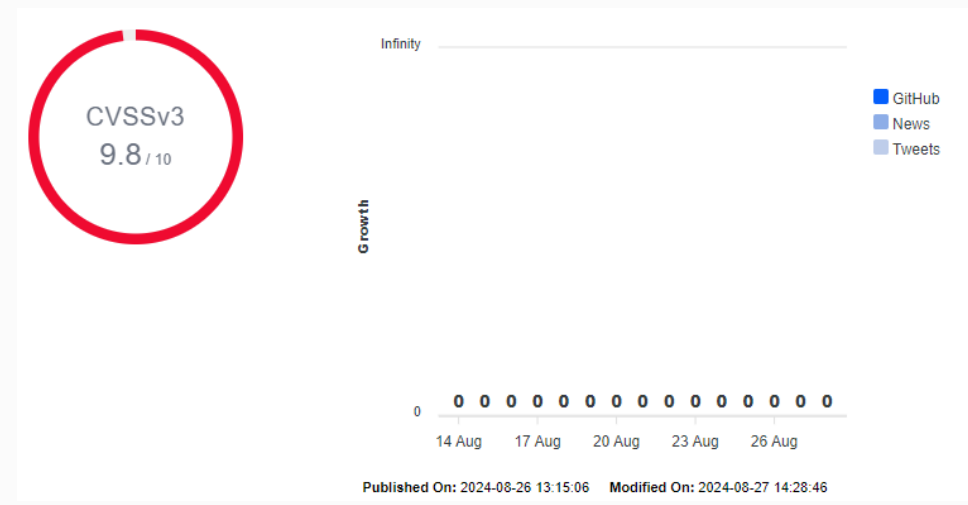 CVSSv3
9.8 / 10
Infinity
Growth
0
0 0 0 0 0 0 0 0 0 0 0 0 0 0 0
14 Aug 17 Aug 20 Aug 23 Aug 26 Aug
GitHub
News
Tweets
Published On: 2024-08-26 13:15:06 Modified On: 2024-08-27 14:28:46